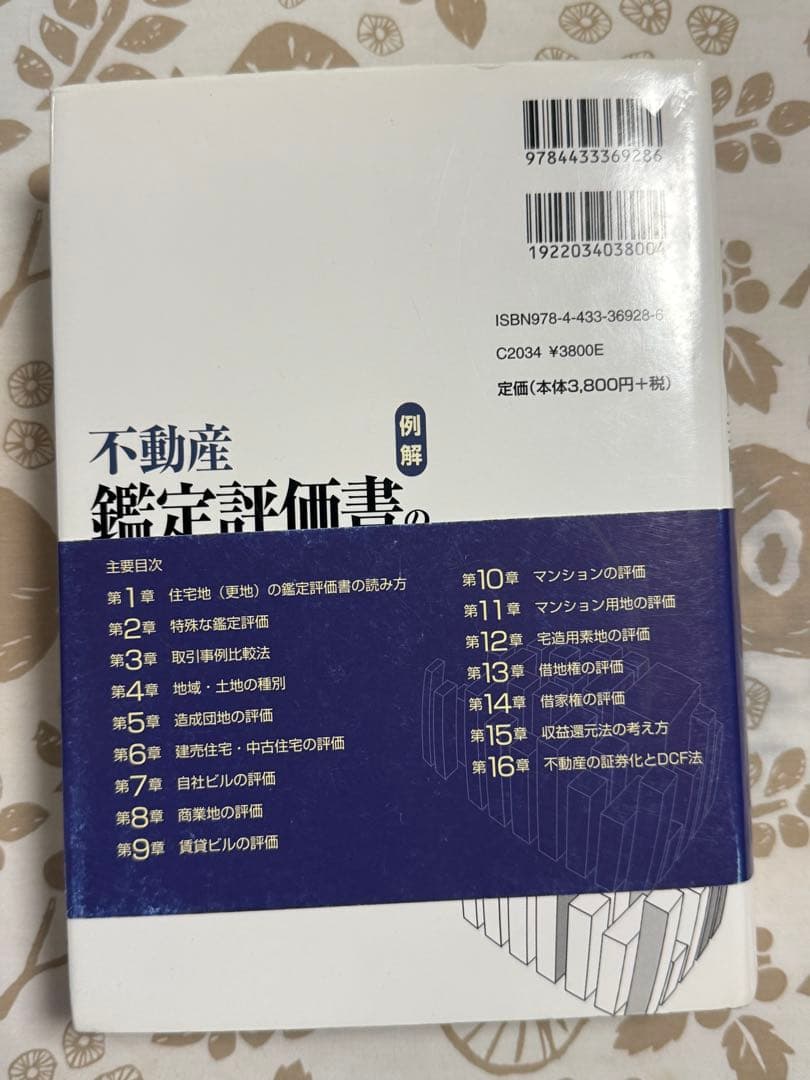 9784433369286
1922034038004
ISBN978-4-433-36928-6
C2034 ¥3800E
定価(本体3,800円+税)
例解
不動産
鑑定評価書の
主要目次
第1章 住宅地（更地）の鑑定評価書の読み方
第2章 特殊な鑑定評価
第3章 取引事例比較法
第4章 地域・土地の種別
第5章 造成団地の評価
第6章 建売住宅・中古住宅の評価
第7章 自社ビルの評価
第8章 商業地の評価
第9章 賃貸ビルの評価
第10章 マンションの評価
第11章 マンション用地の評価
第12章 宅造用素地の評価
第13章 借地権の評価
第14章 借家権の評価
第15章 収益還元法の考え方
第16章 不動産の証券化とDCF法